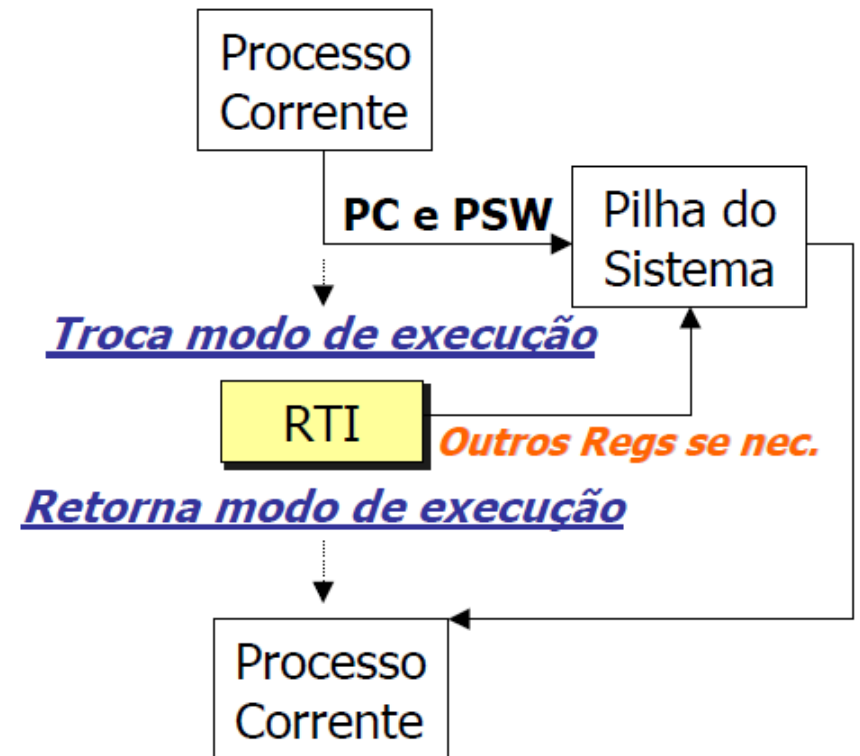 Processo
Corrente
PC e PSW
Pilha do
Sistema
Troca modo de execução
RTI
Outros Regs se nec.
Retorna modo de execução
Processo
Corrente